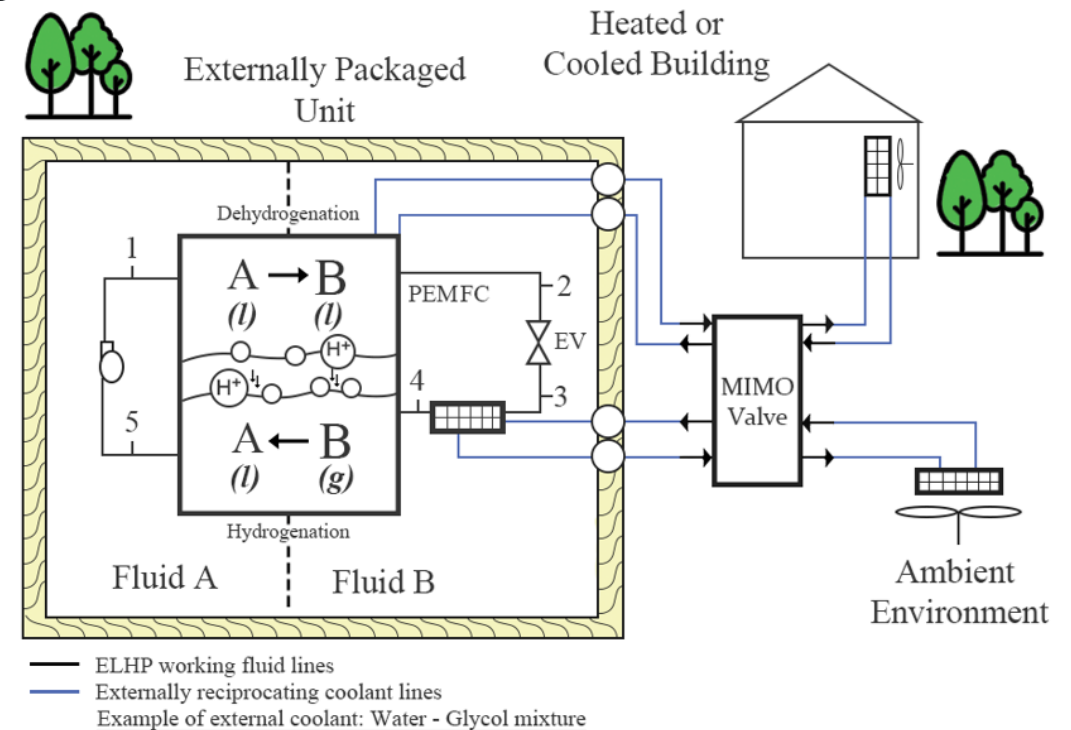 Heated or
Cooled Building
Externally Packaged
Unit
Dehydrogenation
1
A → B
(l) (l)
PEMFC
2
EV
H+
H+
3
4
5
A ← B
(l) (g)
Hydrogenation
Fluid A
Fluid B
MIMO
Valve
Ambient
Environment
ELHP working fluid lines
Externally reciprocating coolant lines
Example of external coolant: Water - Glycol mixture